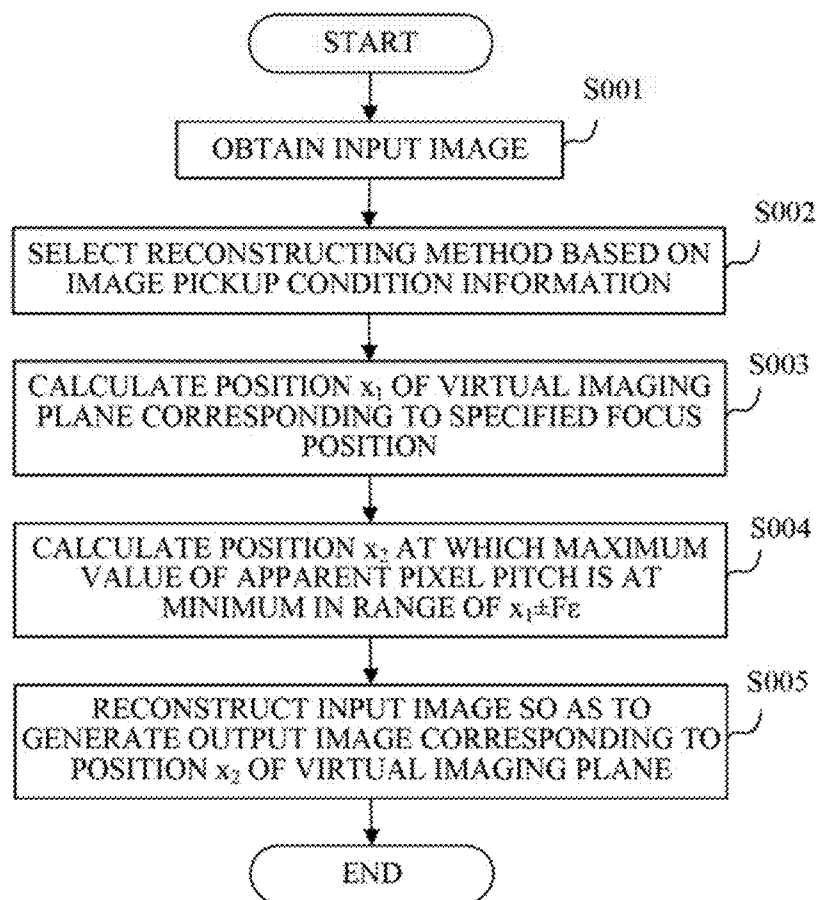 START
S001
OBTAIN INPUT IMAGE
S002
SELECT RECONSTRUCTING METHOD BASED ON
IMAGE PICKUP CONDITION INFORMATION
S003
CALCULATE POSITION x₁ OF VIRTUAL IMAGING
PLANE CORRESPONDING TO SPECIFIED FOCUS
POSITION
S004
CALCULATE POSITION x₂ AT WHICH MAXIMUM
VALUE OF APPARENT PIXEL PITCH IS AT
MINIMUM IN RANGE OF x₁±Fε
S005
RECONSTRUCT INPUT IMAGE SO AS TO
GENERATE OUTPUT IMAGE CORRESPONDING TO
POSITION x₂ OF VIRTUAL IMAGING PLANE
END